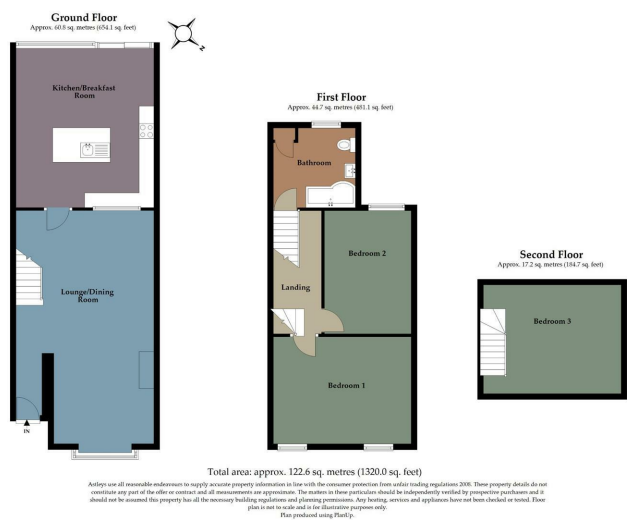 Ground Floor
Approx. 60.8 sq. metres (654.1 sq. feet)
N
Kitchen/Breakfast
Room
First Floor
Approx. 44.7 sq. metres (481.1 sq. feet)
Bathroom
Bedroom 2
Landing
Lounge/Dining
Room
Second Floor
Approx. 17.2 sq. metres (184.7 sq. feet)
Bedroom 3
Bedroom 1
IN
Total area: approx. 122.6 sq. metres (1320.0 sq. feet)
Astleys use all reasonable endeavours to supply accurate property information in line with the consumer protection from unfair trading regulations 2008. These property details do not
constitute any part of the offer or contract and all measurements are approximate. The matters in these particulars should be independently verified by prospective purchasers and it
should not be assumed this property has all the necessary building regulations and planning permissions. Any heating, services and appliances have not been checked or tested. Floor
plan is not to scale and is for illustrative purposes only.
Plan produced using PlanUp.